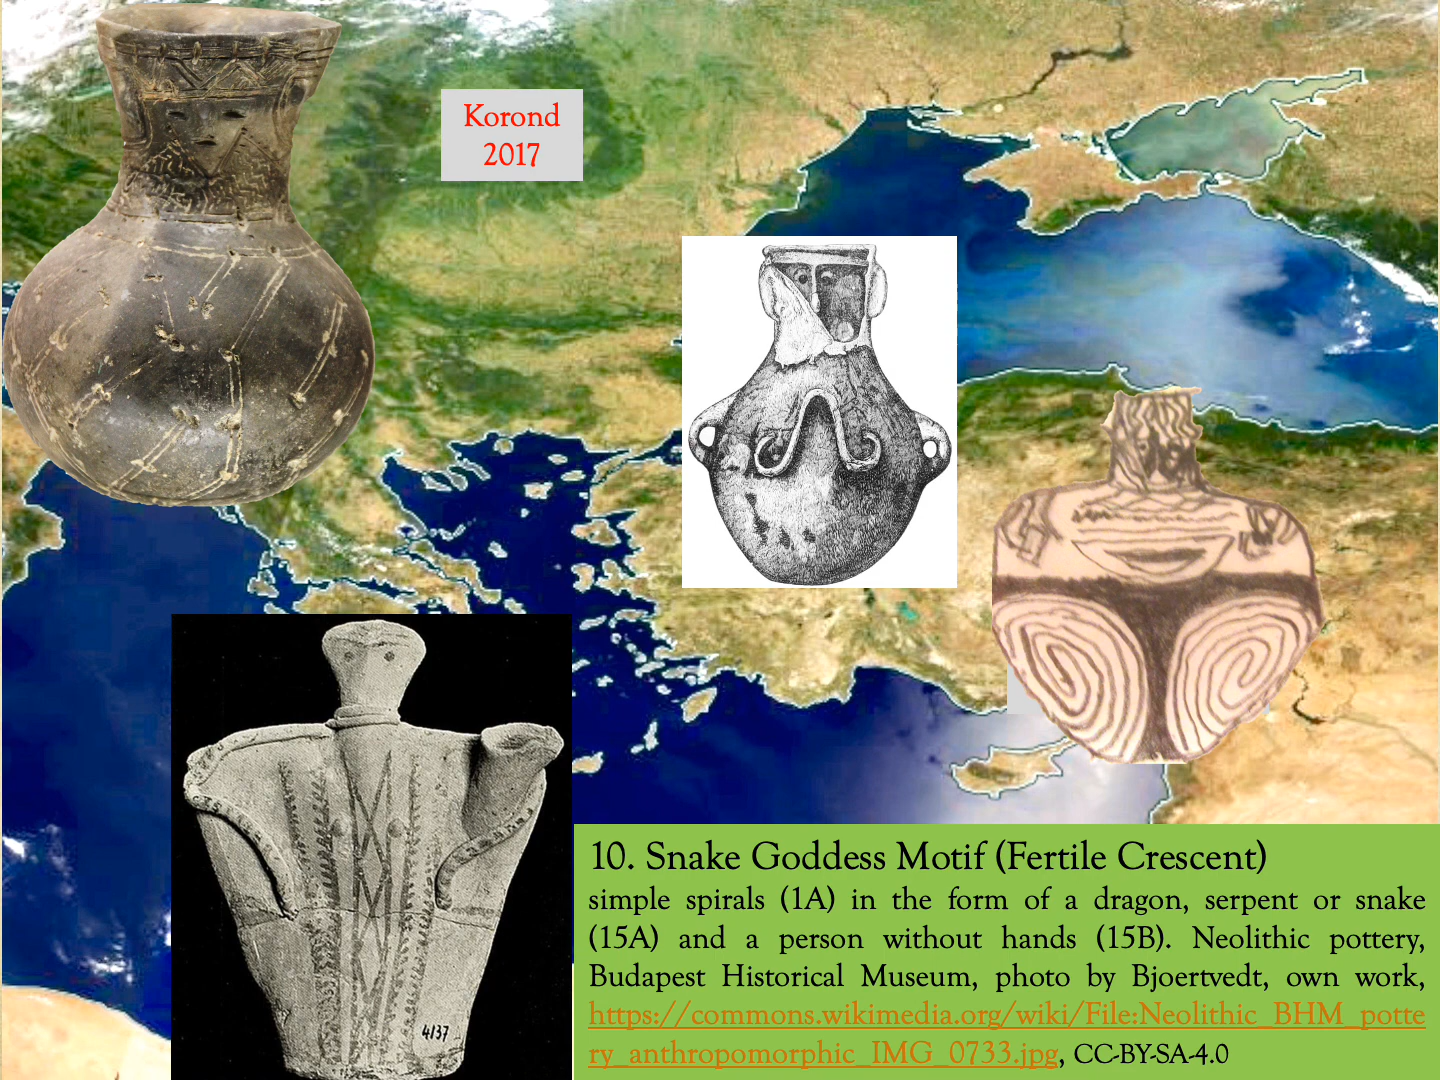 Korond
2017
4137
10. Snake Goddess Motif (Fertile Crescent)
simple spirals (1A) in the form of a dragon, serpent or snake
(15A) and a person without hands (15B). Neolithic pottery,
Budapest Historical Museum, photo by Bjoertvedt, own work,
https://commons.wikimedia.org/wiki/File:Neolithic_BHM_potte
ry_anthropomorphic_IMG_0733.jpg, CC-BY-SA-4.0